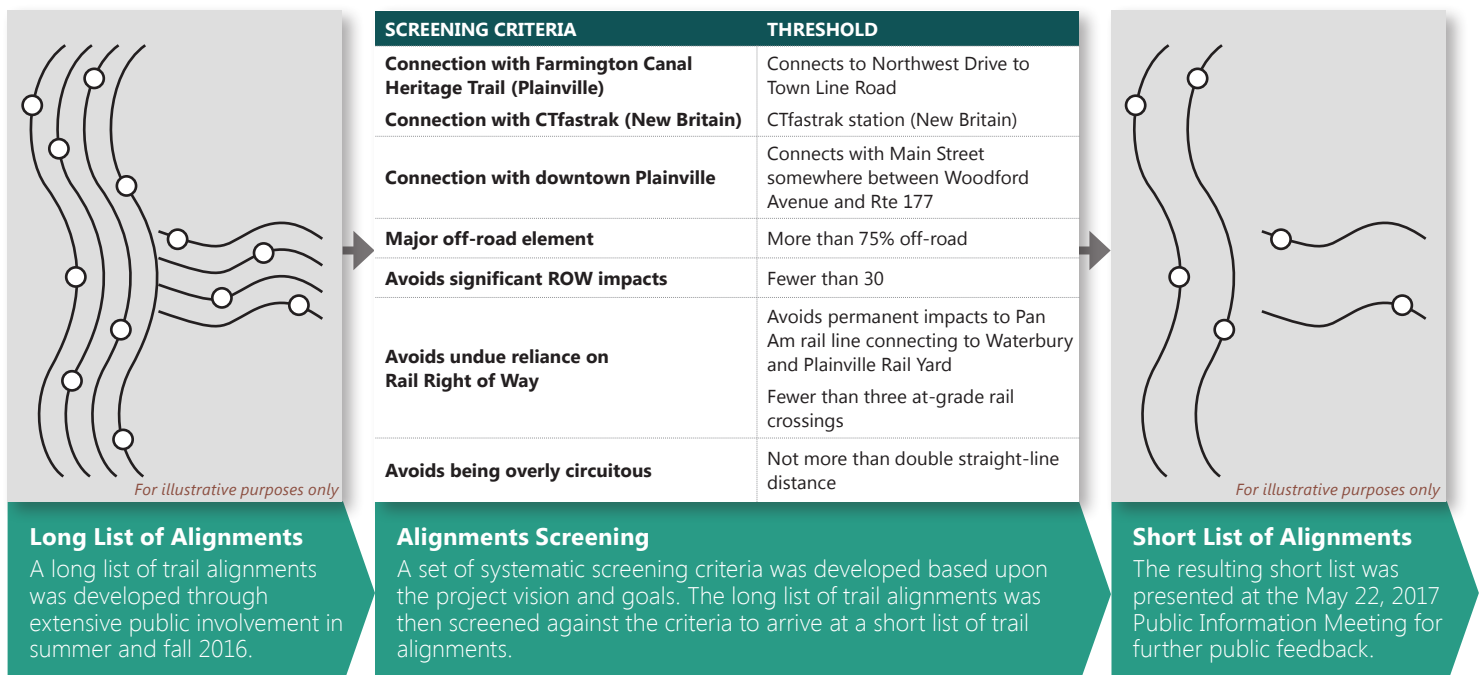 For illustrative purposes only
Long List of Alignments
A long list of trail alignments
was developed through
extensive public involvement in
summer and fall 2016.
SCREENING CRITERIA THRESHOLD
Connection with Farmington Canal
Heritage Trail (Plainville)
Connects to Northwest Drive to
Town Line Road
Connection with CTfastrak (New Britain) CTfastrak station (New Britain)
Connection with downtown Plainville
Connects with Main Street
somewhere between Woodford
Avenue and Rte 177
Major off-road element More than 75% off-road
Avoids significant ROW impacts Fewer than 30
Avoids undue reliance on
Rail Right of Way
Avoids permanent impacts to Pan
Am rail line connecting to Waterbury
and Plainville Rail Yard
Fewer than three at-grade rail
crossings
Avoids being overly circuitous
Not more than double straight-line
distance
Alignments Screening
A set of systematic screening criteria was developed based upon
the project vision and goals. The long list of trail alignments was
then screened against the criteria to arrive at a short list of trail
alignments.
For illustrative purposes only
Short List of Alignments
The resulting short list was
presented at the May 22, 2017
Public Information Meeting for
further public feedback.